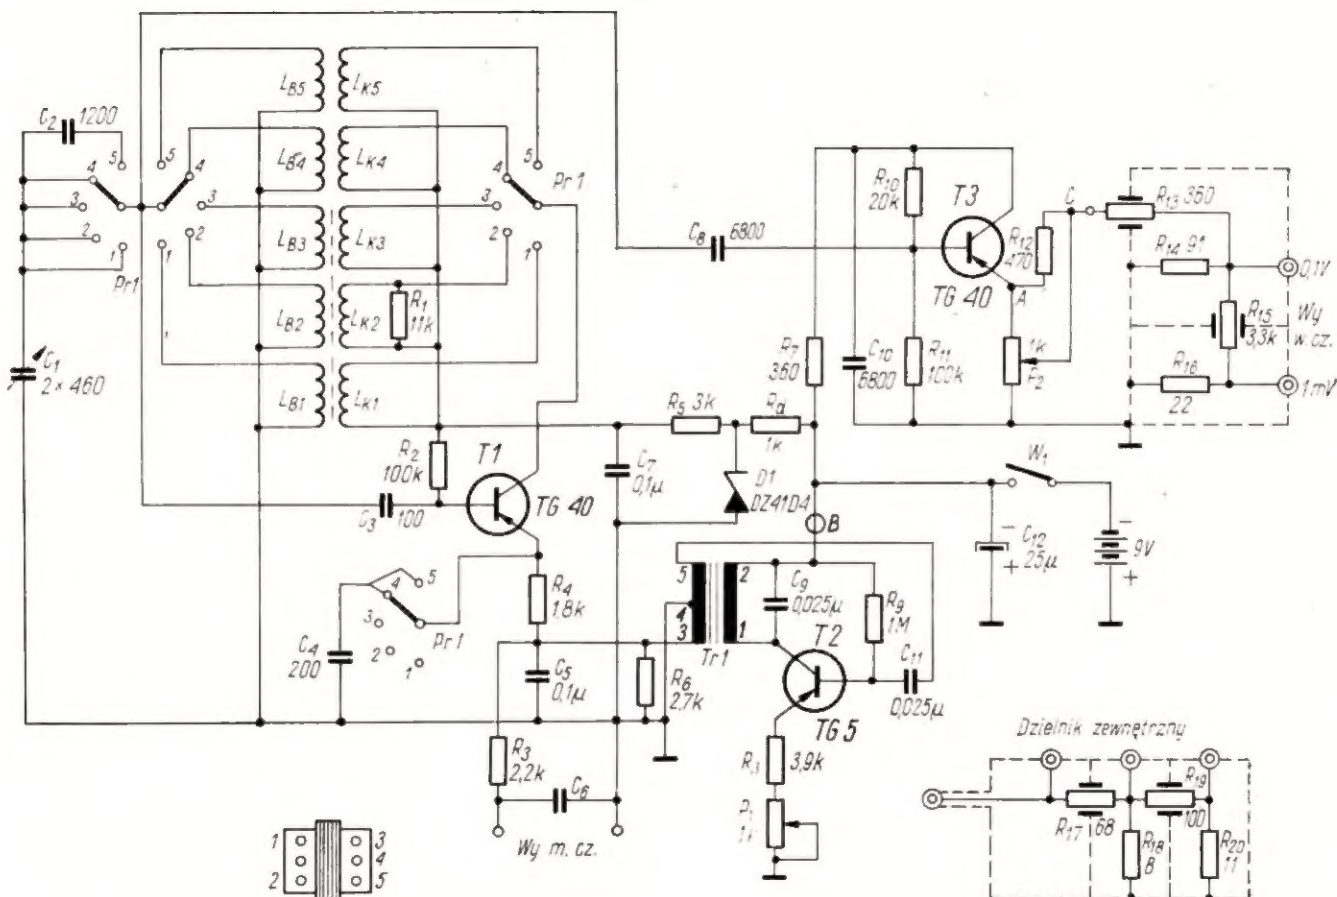 C2 1200
5
4
3
2
1
Pr1
C1
2 × 460
5
4
3
2
1
LB5
LK5
LB4
LK4
LB3
LK3
LB2
LK2
LB1
LK1
R1
11k
5
4
3
2
1
Pr1
R2
100k
C3 100
T1
TG 40
R4
1,8k
5
4
3
2
1
Pr1
C4
200
C5
0,1μ
R3
2,2k
C6
Wy m. cz.
R6
2,7k
C7
0,1μ
R5 3k
1k
D1
DZ41D4
C8 6800
R7
360
C10
6800
R10
20k
R11
100k
T3
TG 40
R12
470
A
1k
P2
C
R13 360
R14 91
R15
3,3k
R16
22
0,1V
Wy
w. cz.
1mV
W1
B
C12
25μ
-
+
-
9V
+
5
4
3
2
1
Tr1
C9
0,025μ
R9
1M
T2
TG 5
C11
0,025μ
3,9k
P1
1k
1
2
3
4
5
Dzielnik zewnętrzny
R17 68
R18
8
R19
100
R20
11